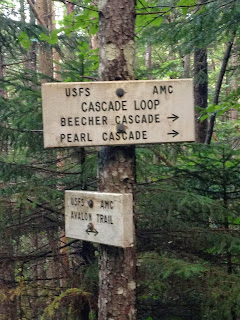 USFS AMC
CASCADE LOOP
BEECHER CASCADE →
PEARL CASCADE →
USFS AMC
AVALON TRAIL